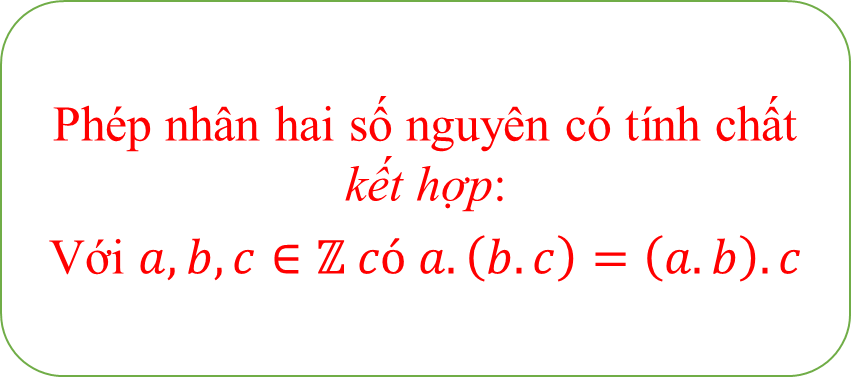 Phép nhân hai số nguyên có tính chất
kết hợp:
Với a, b, c ∈ ℤ có a. (b. c) = (a. b). c